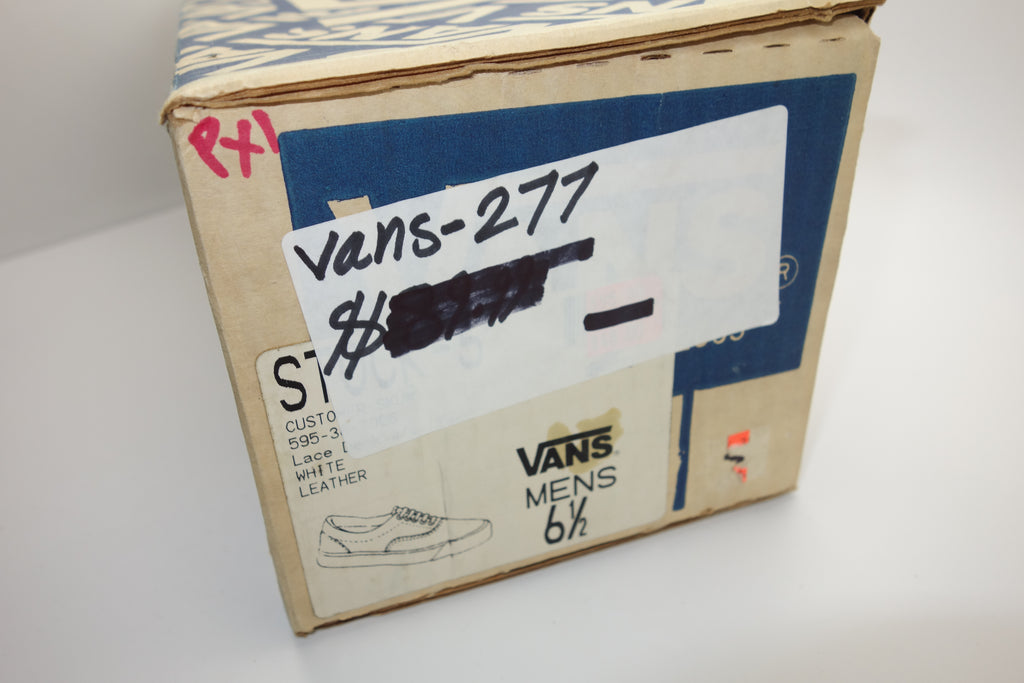 PX1
vans-277
$
R
ST
CUSTO
595-3
Lace D
WHITE
LEATHER
VANS
MENS
6½